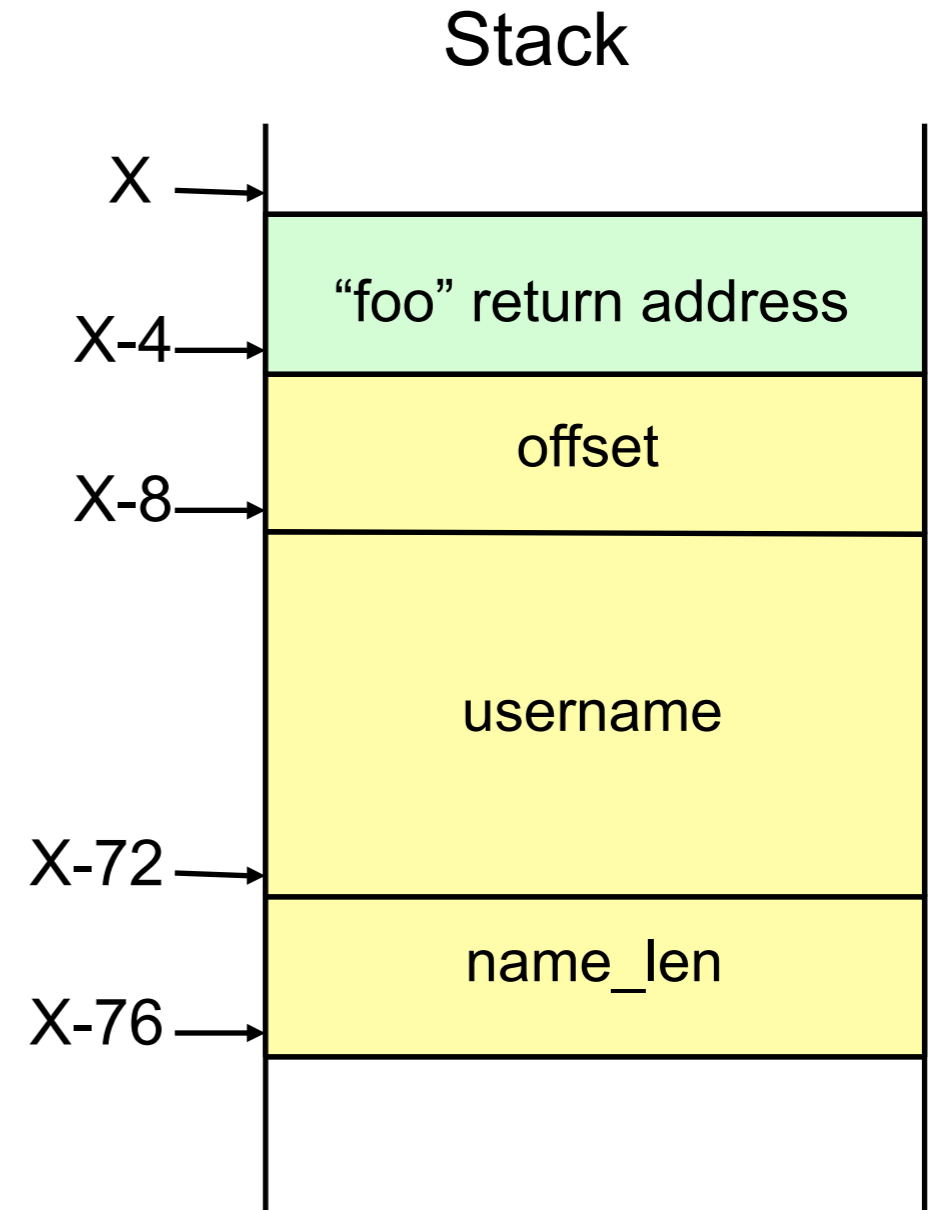 Stack
X
“foo” return address
X-4
offset
X-8
username
X-72
name_len
X-76